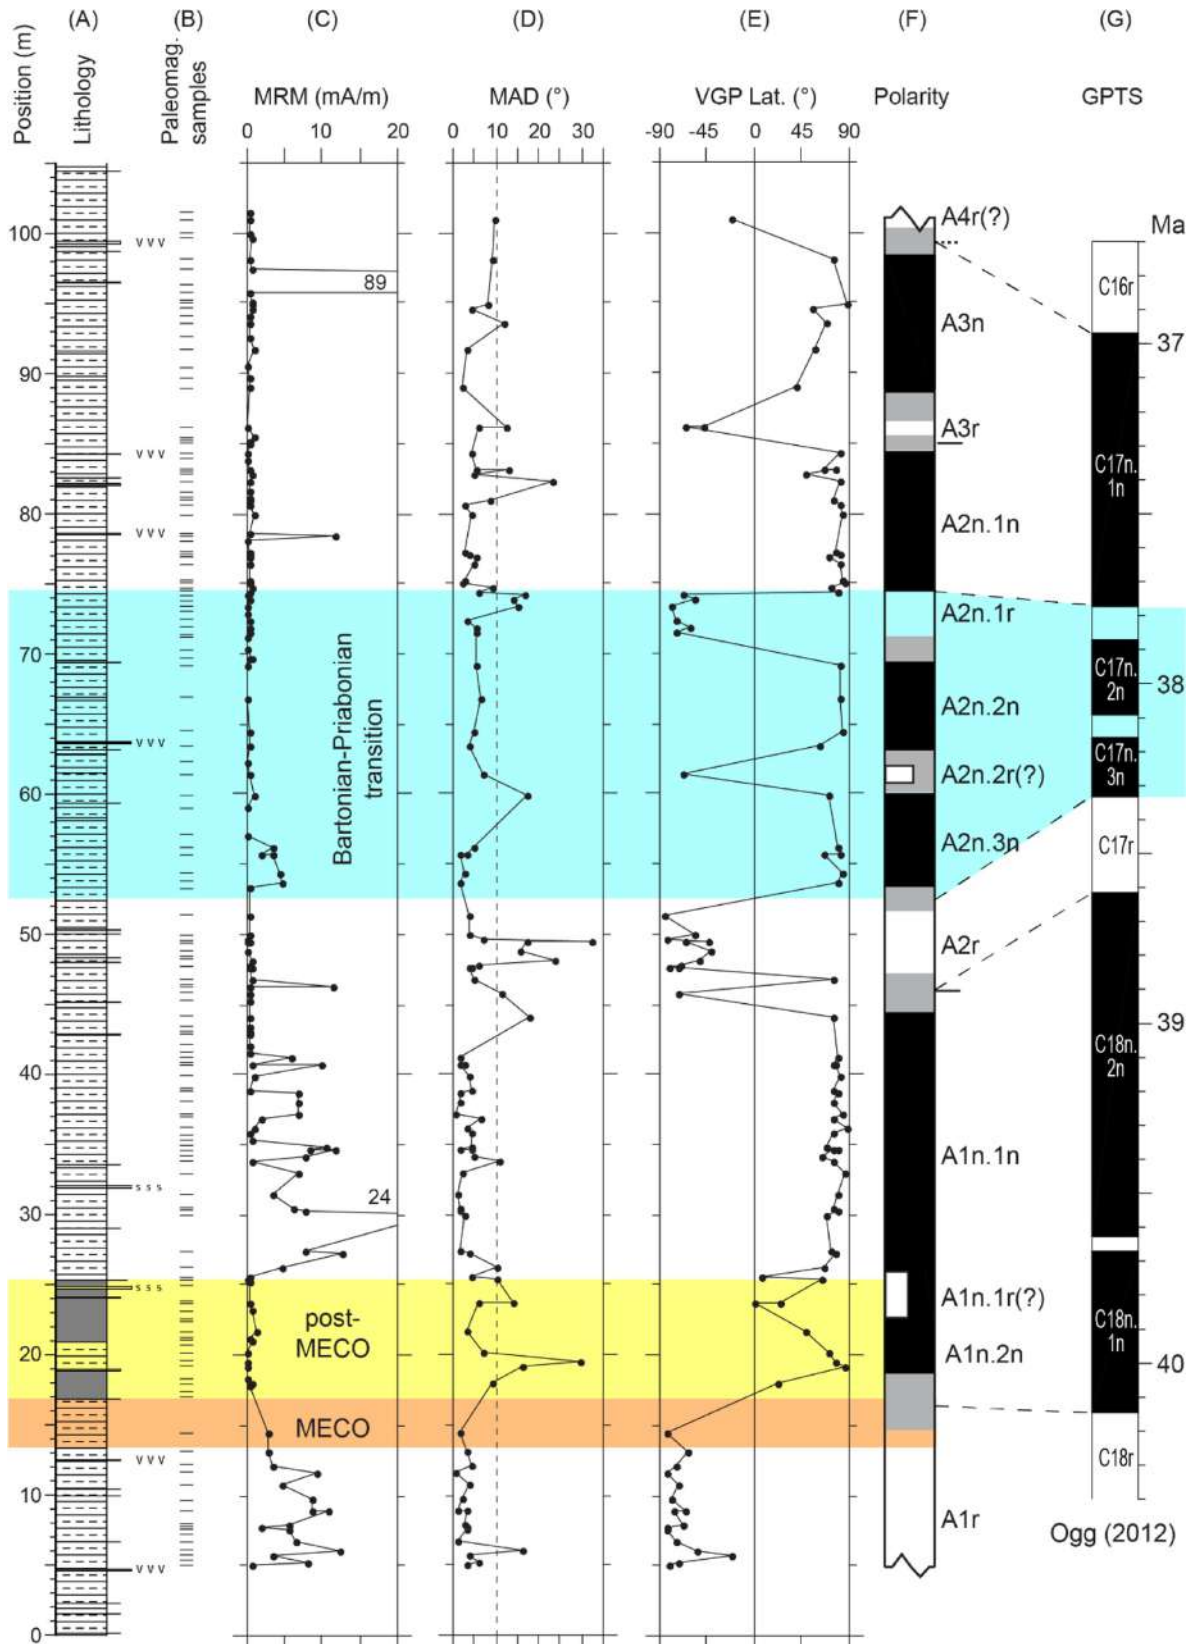 (A) (B) (C) (D) (E) (F) (G)
Position (m)
Lithology
Paleomag.
samples
MRM (mA/m) MAD (°) VGP Lat. (°) Polarity GPTS
0 10 20 0 10 20 30 -90 -45 0 45 90
A4r(?)
Ma
100
v v v
89
C16r
A3n
37
90
A3r
v v v
C17n.
1n
80
v v v
A2n.1n
A2n.1r
70
Bartonian-Priabonian
transition
C17n.
2n
38
A2n.2n
v v v
C17n.
3n
60
A2n.2r(?)
A2n.3n
C17r
50
A2r
39
40
C18n.
2n
A1n.1n
s s s
30
24
s s s
post-
MECO
A1n.1r(?)
C18n.
1n
20
A1n.2n
40
MECO
v v v
C18r
10
A1r
Ogg (2012)
v v v
0